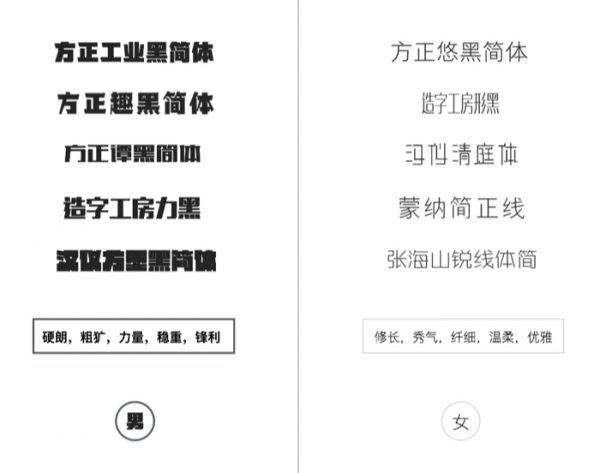 方正工业黑简体
方正趣黑简体
方正谭黑简体
造字工房力黑
汉仪方叠黑简体
硬朗，粗犷，力量，稳重，锋利
男
方正悠黑简体
造字工房形黑
汉仪清庭体
蒙纳简正线
张海山锐线体简
修长，秀气，纤细，温柔，优雅
女